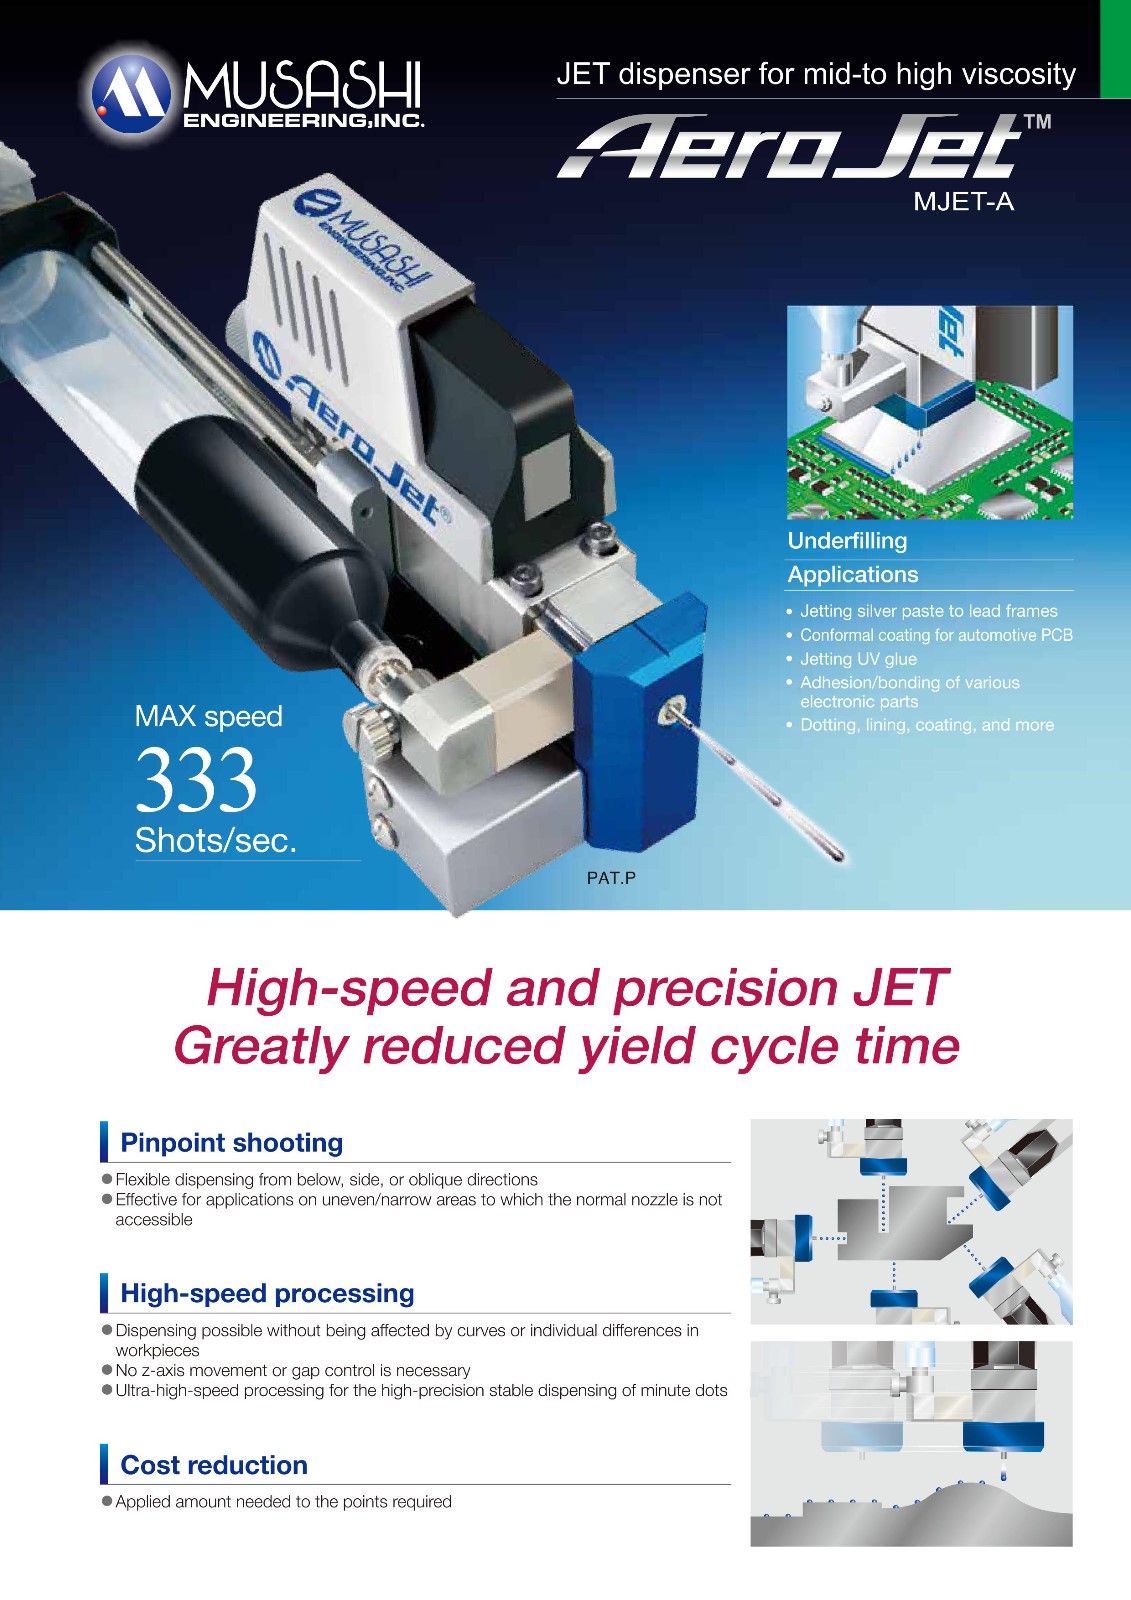 MUSASHI
ENGINEERING,INC.
JET dispenser for mid-to high viscosity
AeroJet™
MJET-A
MUSASHI
ENGINEERING,INC.
AeroJet®
Jet
Underfilling
Applications
• Jetting silver paste to lead frames
• Conformal coating for automotive PCB
• Jetting UV glue
• Adhesion/bonding of various
electronic parts
• Dotting, lining, coating, and more
MAX speed
333
Shots/sec.
PAT.P
High-speed and precision JET
Greatly reduced yield cycle time
Pinpoint shooting
●Flexible dispensing from below, side, or oblique directions
●Effective for applications on uneven/narrow areas to which the normal nozzle is not
accessible
High-speed processing
●Dispensing possible without being affected by curves or individual differences in
workpieces
●No z-axis movement or gap control is necessary
●Ultra-high-speed processing for the high-precision stable dispensing of minute dots
Cost reduction
●Applied amount needed to the points required